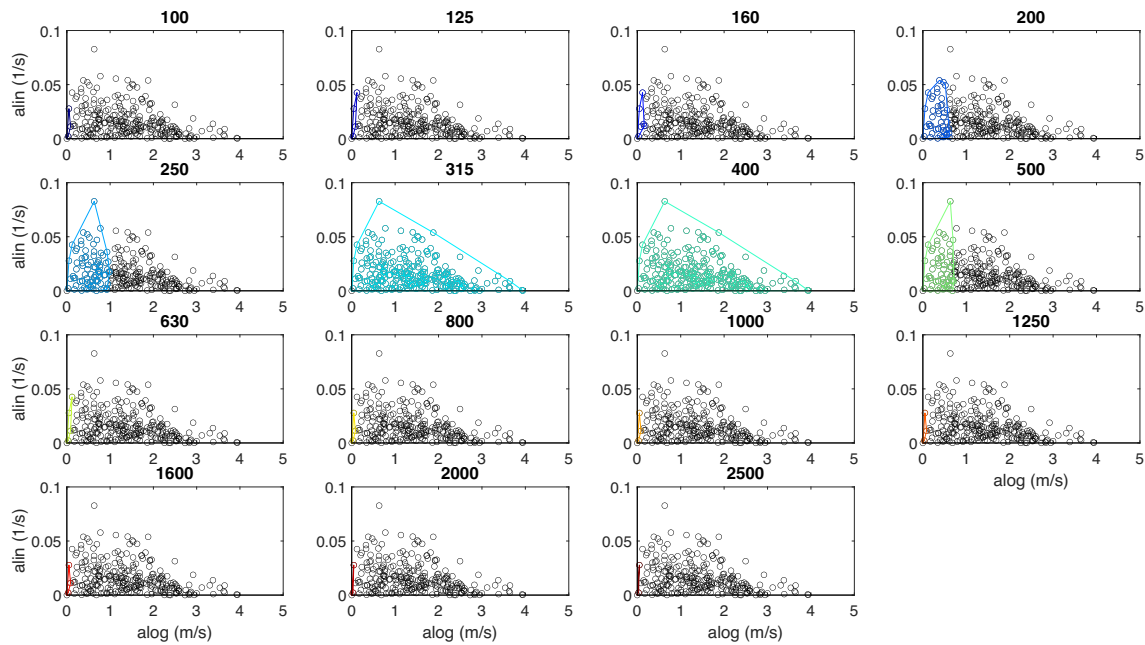 100 125 160 200
alin (1/s)
0.1 0.1 0.1 0.1
0.05 0.05 0.05 0.05
0 0 0 0
0 1 2 3 4 5 0 1 2 3 4 5 0 1 2 3 4 5 0 1 2 3 4 5
250 315 400 500
alin (1/s)
0.1 0.1 0.1 0.1
0.05 0.05 0.05 0.05
0 0 0 0
0 1 2 3 4 5 0 1 2 3 4 5 0 1 2 3 4 5 0 1 2 3 4 5
630 800 1000 1250
alin (1/s)
0.1 0.1 0.1 0.1
0.05 0.05 0.05 0.05
0 0 0 0
0 1 2 3 4 5 0 1 2 3 4 5 0 1 2 3 4 5 0 1 2 3 4 5
alog (m/s)
1600 2000 2500
alin (1/s)
0.1 0.1 0.1
0.05 0.05 0.05
0 0 0
0 1 2 3 4 5 0 1 2 3 4 5 0 1 2 3 4 5
alog (m/s) alog (m/s) alog (m/s)